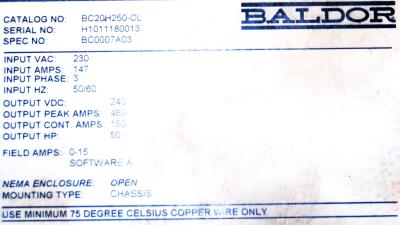 BALDOR
CATALOG NO: BC20H250-CL
SERIAL NO: H1011180013
SPEC NO: BC0007A03
INPUT VAC: 230
INPUT AMPS: 147
INPUT PHASE: 3
INPUT HZ: 50/60
OUTPUT VDC: 240
OUTPUT PEAK AMPS: 480
OUTPUT CONT. AMPS: 180
OUTPUT HP: 50
FIELD AMPS: 0-15
SOFTWARE A
NEMA ENCLOSURE: OPEN
MOUNTING TYPE: CHASSIS
USE MINIMUM 75 DEGREE CELSIUS COPPER WIRE ONLY